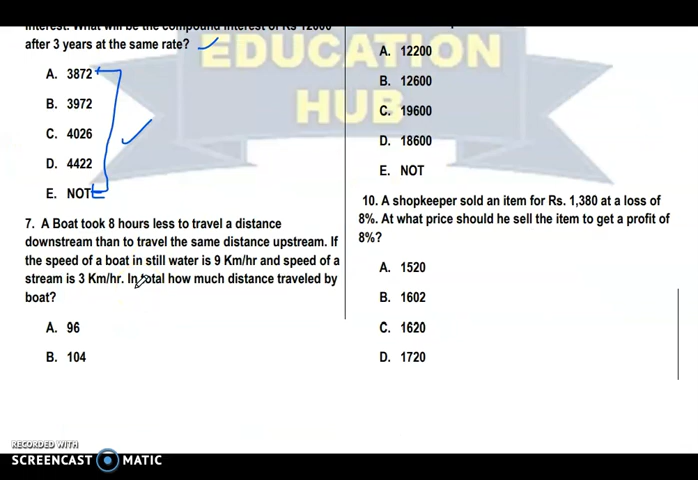 after 3 years at the same rate?
A. 3872
B. 3972
C. 4026
D. 4422
E. NOT
7. A Boat took 8 hours less to travel a distance
downstream than to travel the same distance upstream. If
the speed of a boat in still water is 9 Km/hr and speed of a
stream is 3 Km/hr. In total how much distance traveled by
boat?
A. 96
B. 104
A. 12200
B. 12600
C. 19600
D. 18600
E. NOT
10. A shopkeeper sold an item for Rs. 1,380 at a loss of
8%. At what price should he sell the item to get a profit of
8%?
A. 1520
B. 1602
C. 1620
D. 1720
EDUCATION
HUB
RECORDED WITH
SCREENCAST MATIC